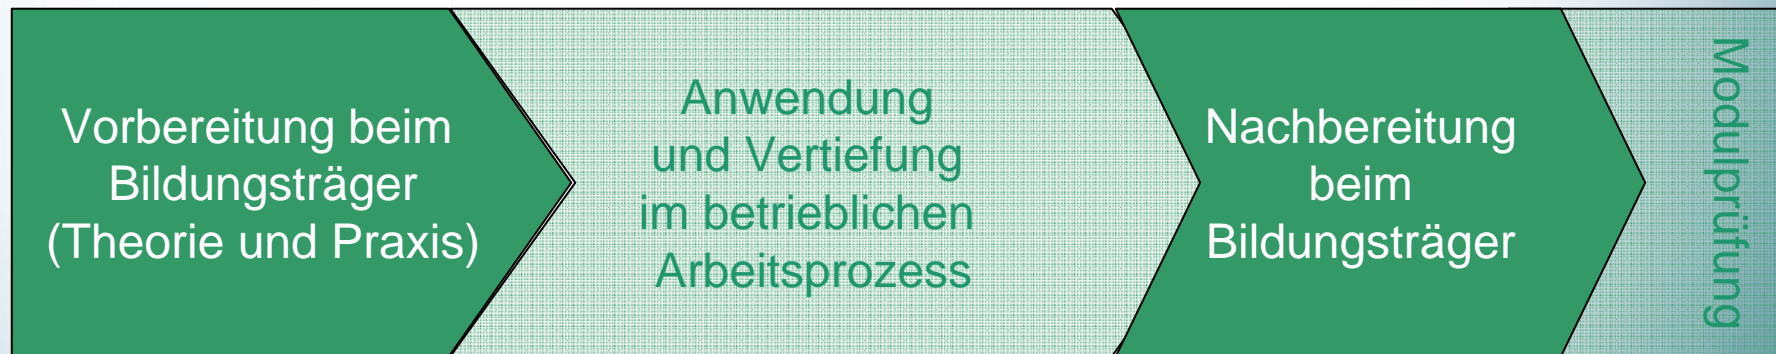 Vorbereitung beim
Bildungsträger
(Theorie und Praxis)
Anwendung
und Vertiefung
im betrieblichen
Arbeitsprozess
Nachbereitung
beim
Bildungsträger
Modulprüfung